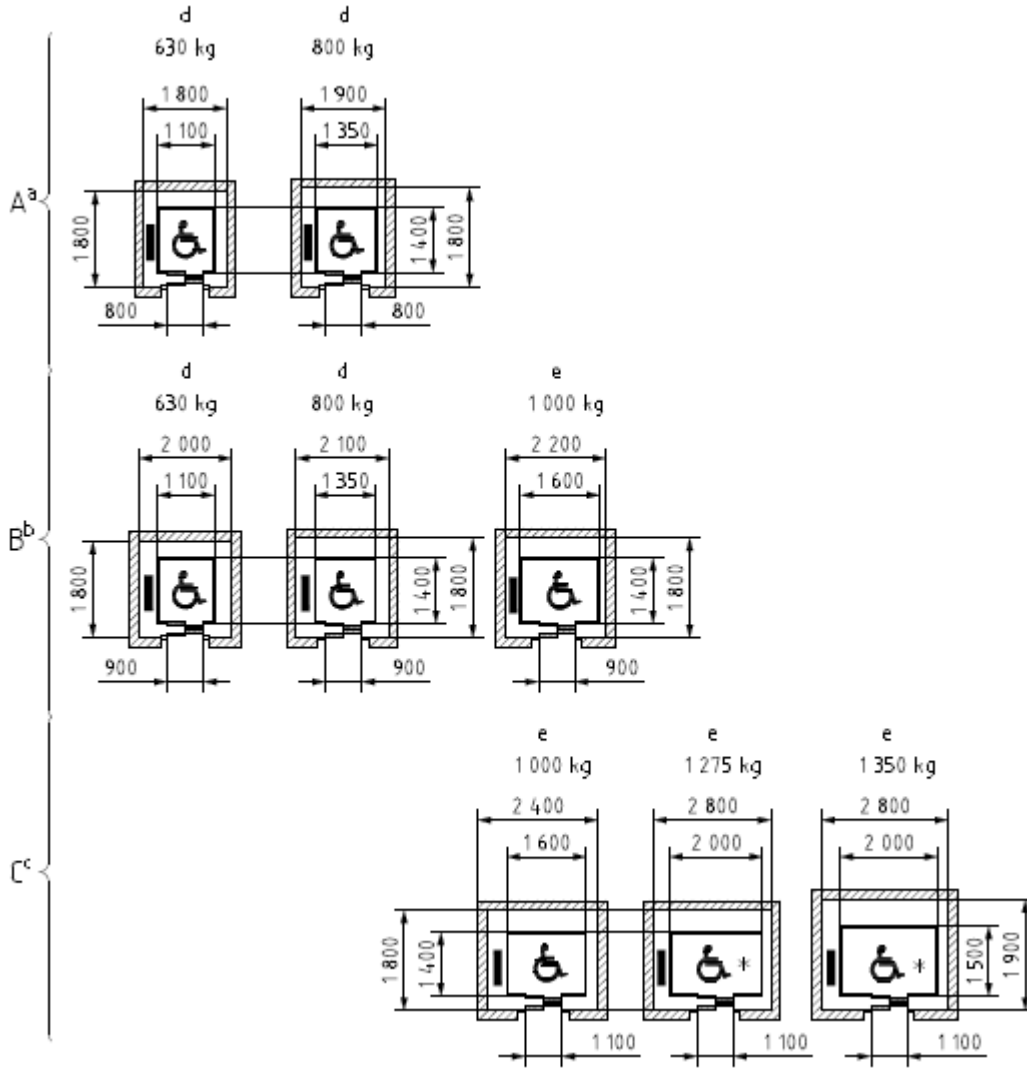 d d
630 kg 800 kg
1 800 1 900
1 100 1 350
Aª
1 800 1 400 1 800
800 800
d d e
630 kg 800 kg 1 000 kg
2 000 2 100 2 200
1 100 1 350 1 600
Bᵇ
1 800 1 400 1 800 1 400 1 800
900 900 900
e e e
1 000 kg 1 275 kg 1 350 kg
2 400 2 800 2 800
1 600 2 000 2 000
Cᶜ
1 800 1 400 * * 1 500 1 900
1 100 1 100 1 100